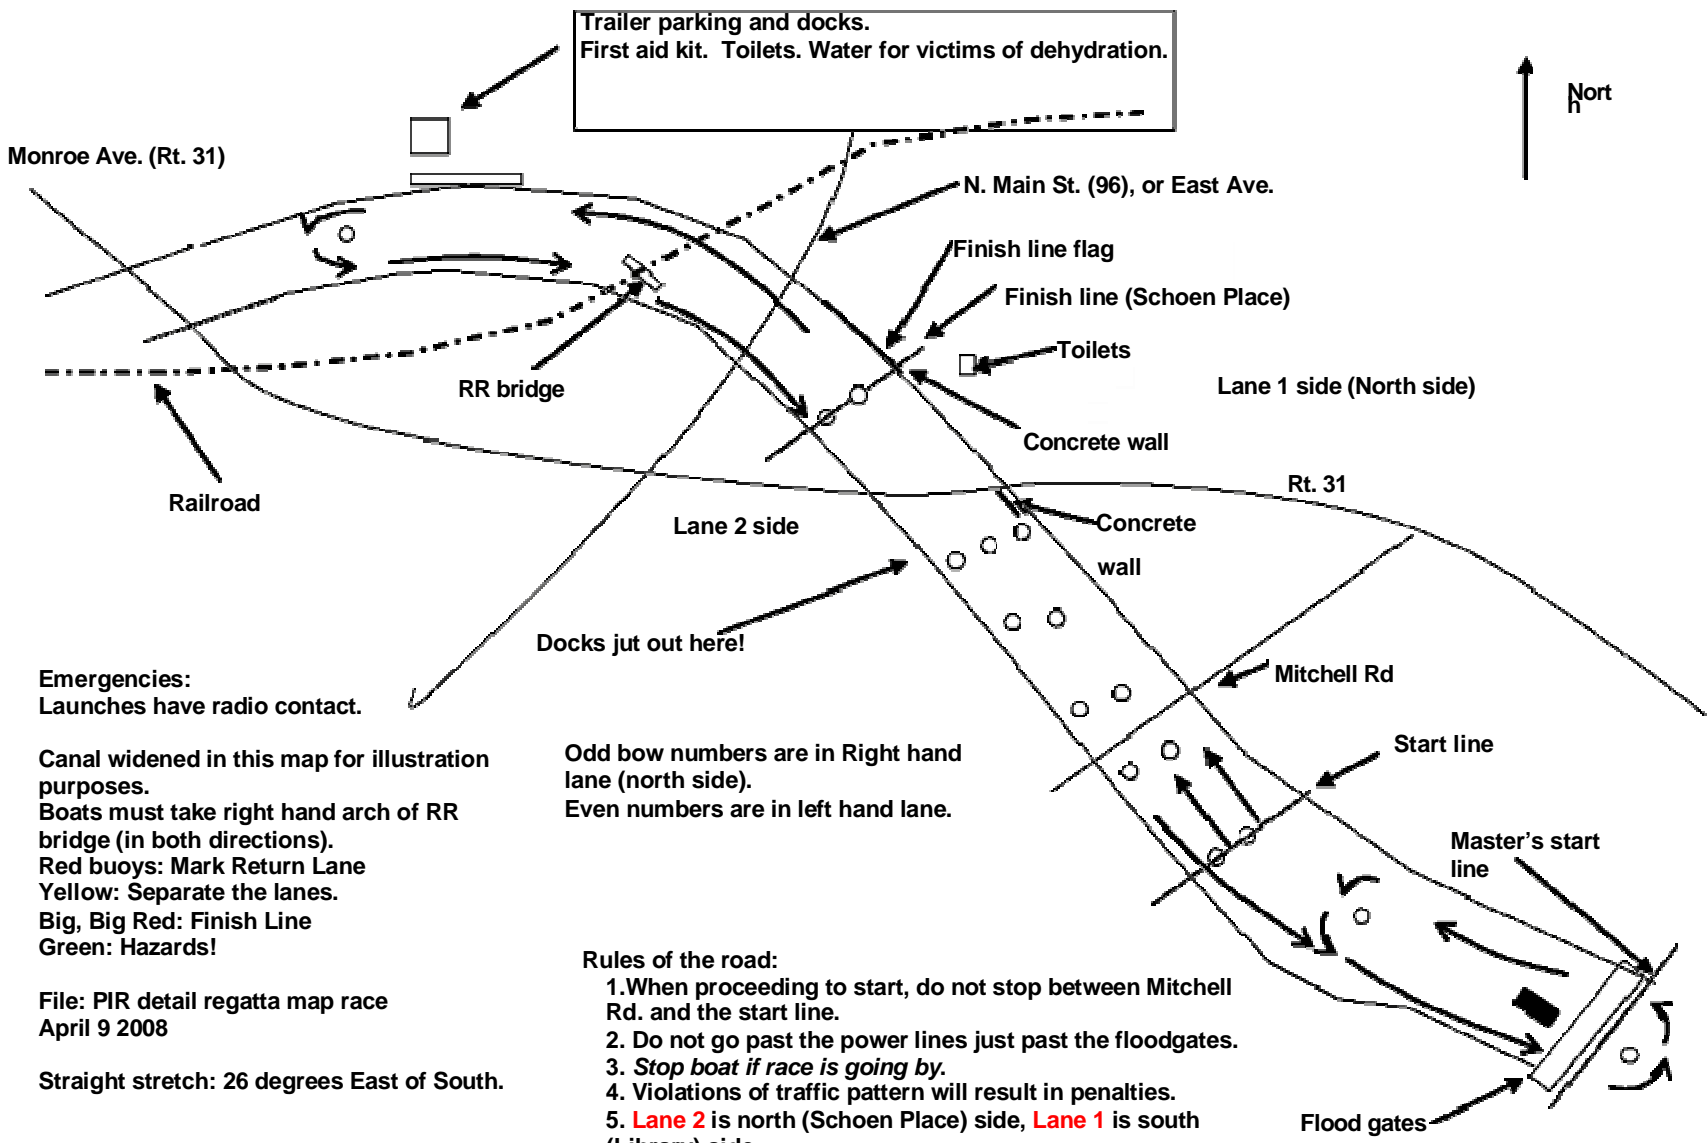 Trailer parking and docks.
First aid kit.  Toilets. Water for victims of dehydration.
Nort
h
Monroe Ave. (Rt. 31)
N. Main St. (96), or East Ave.
Finish line flag
Finish line (Schoen Place)
Toilets
RR bridge
Lane 1 side (North side)
Concrete wall
Railroad
Rt. 31
Lane 2 side
Concrete
wall
Docks jut out here!
Mitchell Rd
Emergencies:
Launches have radio contact.
Canal widened in this map for illustration
purposes.
Boats must take right hand arch of RR
bridge (in both directions).
Red buoys: Mark Return Lane
Yellow: Separate the lanes.
Big, Big Red: Finish Line
Green: Hazards!
File: PIR detail regatta map race
April 9 2008
Straight stretch: 26 degrees East of South.
Odd bow numbers are in Right hand
lane (north side).
Even numbers are in left hand lane.
Start line
Master’s start
line
Rules of the road:
1.When proceeding to start, do not stop between Mitchell
Rd. and the start line.
2. Do not go past the power lines just past the floodgates.
3. Stop boat if race is going by.
4. Violations of traffic pattern will result in penalties.
5. Lane 2 is north (Schoen Place) side, Lane 1 is south
(Library) side
Flood gates